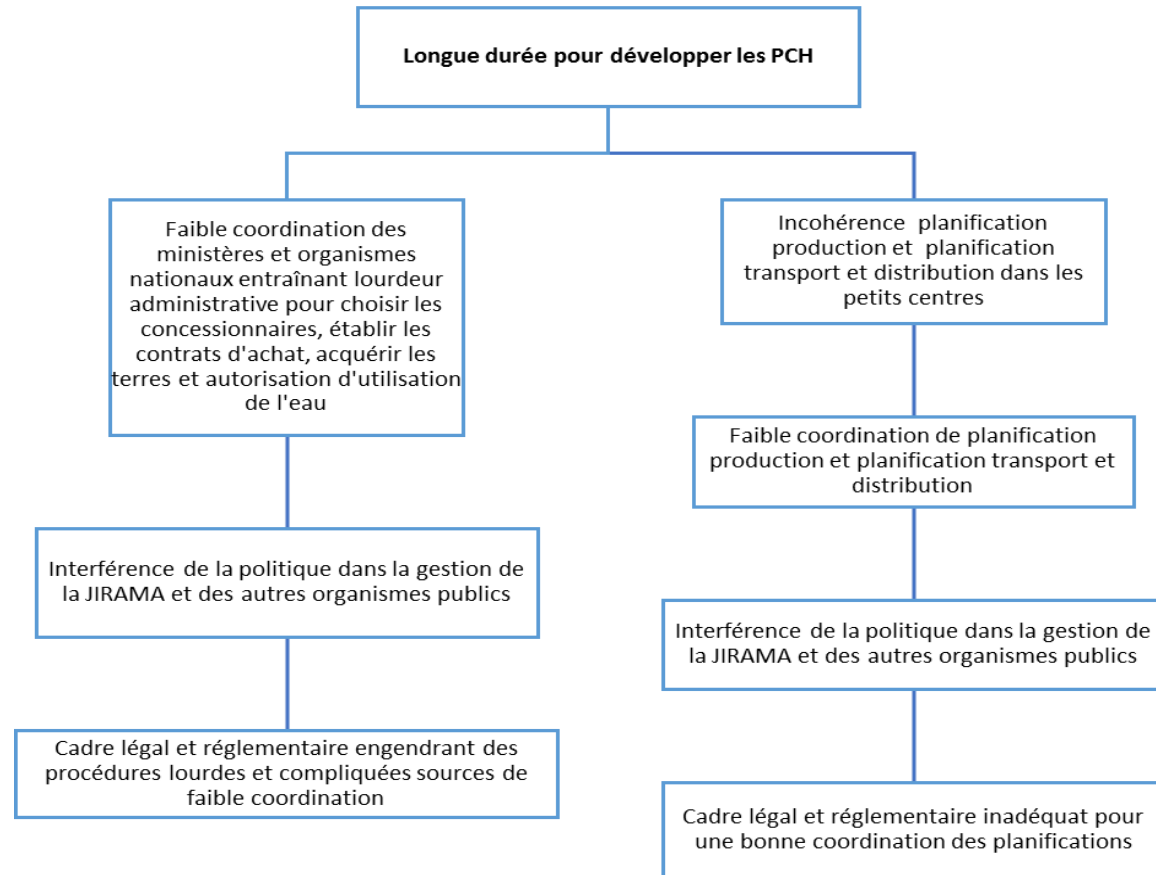 Longue durée pour développer les PCH
Faible coordination des
ministères et organismes
nationaux entraînant lourdeur
administrative pour choisir les
concessionnaires, établir les
contrats d'achat, acquérir les
terres et autorisation d'utilisation
de l'eau
Interférence de la politique dans la gestion de
la JIRAMA et des autres organismes publics
Cadre légal et réglementaire engendrant des
procédures lourdes et compliquées sources de
faible coordination
Incohérence planification
production et planification
transport et distribution dans les
petits centres
Faible coordination de planification
production et planification transport et
distribution
Interférence de la politique dans la gestion de
la JIRAMA et des autres organismes publics
Cadre légal et réglementaire inadéquat pour
une bonne coordination des planifications